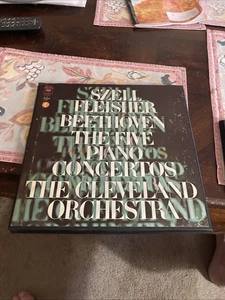 SZELL
FLEISHER
BEETHOVEN
THE FIVE
PIANO
CONCERTOS
THE CLEVELAND
ORCHESTRA